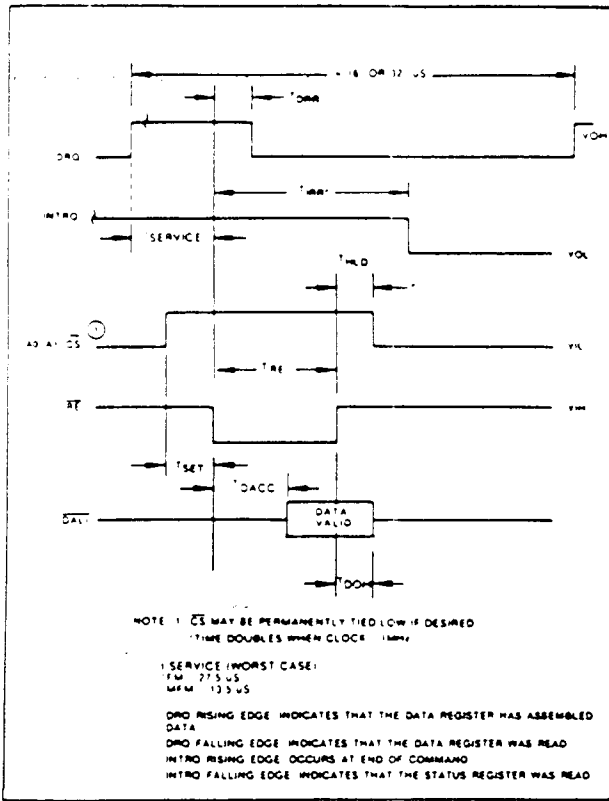 OR 32 µS
TDRR
DRQ
VOH
TIRR*
INTRQ
SERVICE
VOL
THLD
1
A0, A1, CS
VIL
TRE
RE
VIH
TSET
TDACC
DATA
VALID
TDOH
NOTE 1 CS MAY BE PERMANENTLY TIED LOW IF DESIRED
TIME DOUBLES WHEN CLOCK 1MHz
SERVICE (WORST CASE)
FM 27.5 µS
MFM 13.5 µS
DRQ RISING EDGE INDICATES THAT THE DATA REGISTER HAS ASSEMBLED
DATA
DRQ FALLING EDGE INDICATES THAT THE DATA REGISTER WAS READ
INTRQ RISING EDGE OCCURS AT END OF COMMAND
INTRQ FALLING EDGE INDICATES THAT THE STATUS REGISTER WAS READ